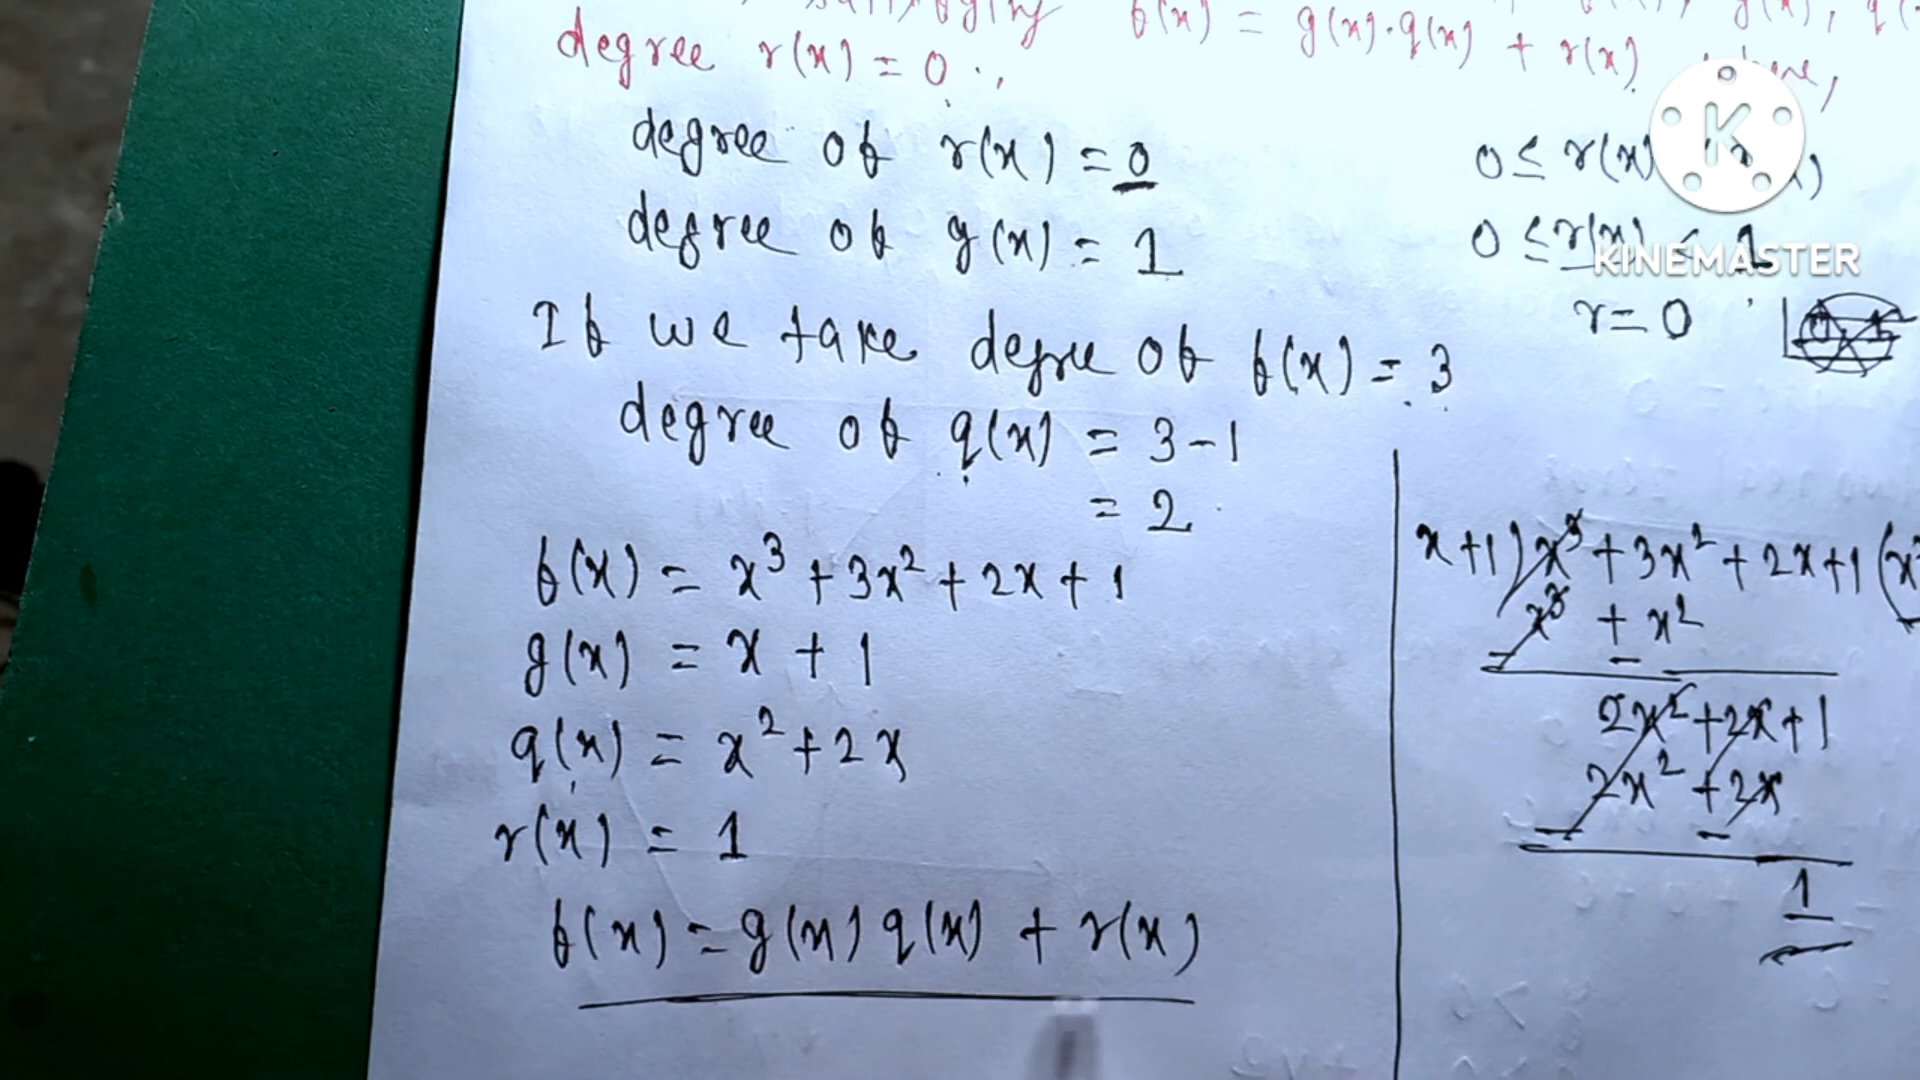 f(x) = g(x).q(x) + r(x)
degree r(x) = 0.,
degree of r(x) = 0
degree of g(x) = 1
If we take degree of f(x) = 3
degree of q(x) = 3-1
= 2
f(x) = x³ + 3x² + 2x + 1
g(x) = x + 1
q(x) = x² + 2x
r(x) = 1
f(x) = g(x) q(x) + r(x)
0 ≤ r(x)
0 ≤ r(x) < 1
r = 0
K
KINEMASTER
x+1)x³ + 3x² + 2x+1(
x³ + x²
2x²+2x+1
2x² +2x
1